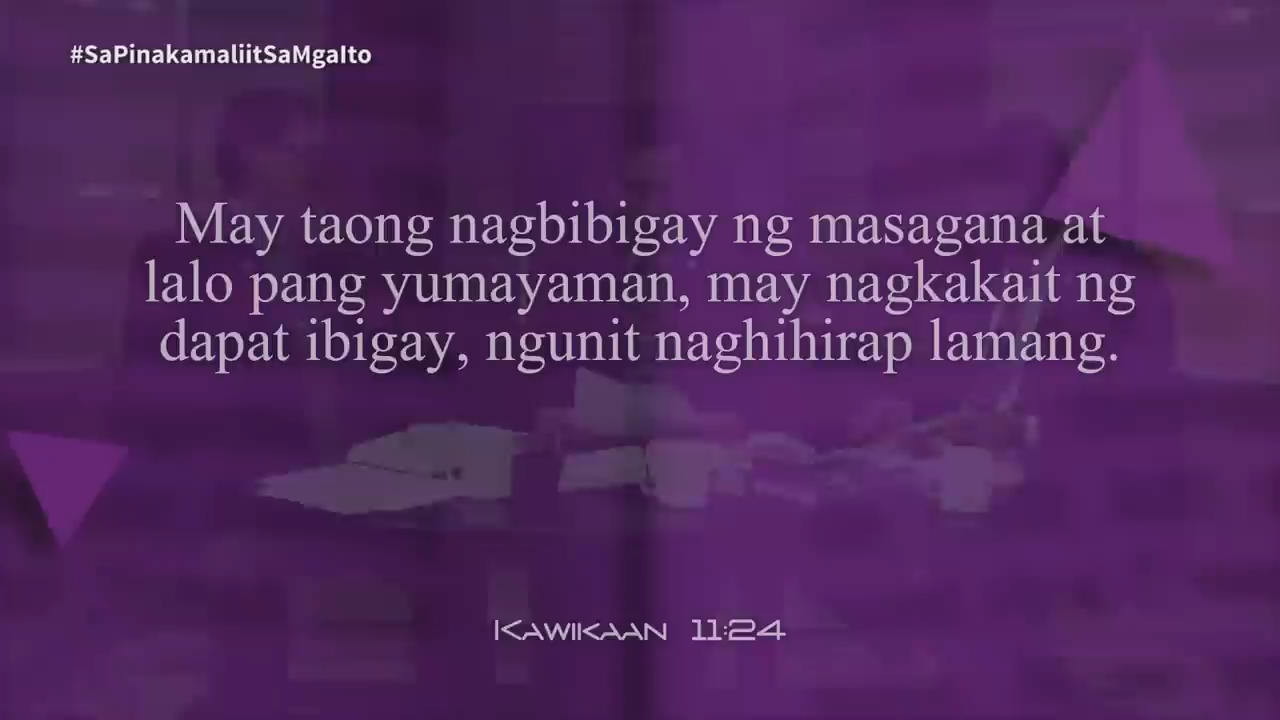 #SaPinakamaliitSaMgaIto
May taong nagbibigay ng masagana at
lalo pang yumayaman, may nagkakait ng
dapat ibigay, ngunit naghihirap lamang.
Kawikaan 11:24